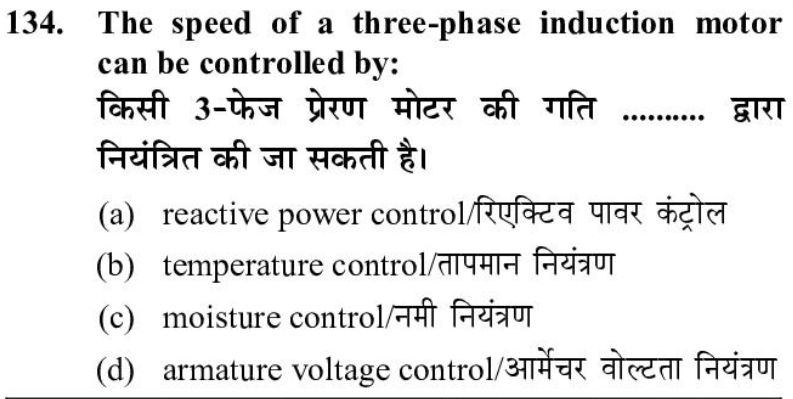 134. The speed of a three-phase induction motor
can be controlled by:
किसी 3-फेज प्रेरण मोटर की गति .......... द्वारा
नियंत्रित की जा सकती है।
(a) reactive power control/रिएक्टिव पावर कंट्रोल
(b) temperature control/तापमान नियंत्रण
(c) moisture control/नमी नियंत्रण
(d) armature voltage control/आर्मेचर वोल्टता नियंत्रण